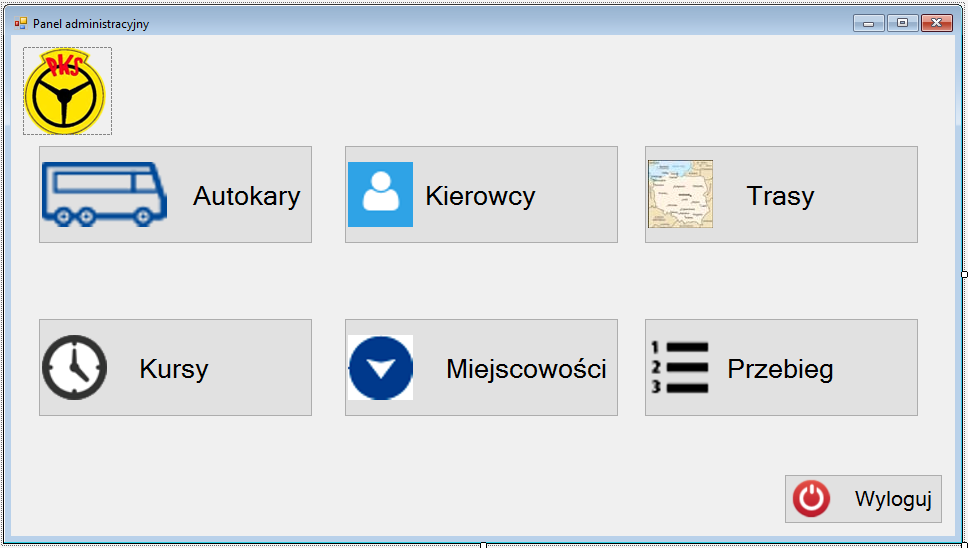 Panel administracyjny
PKS
Autokary
Kierowcy
Trasy
Kursy
Miejscowości
1
2
3
Przebieg
Wyloguj